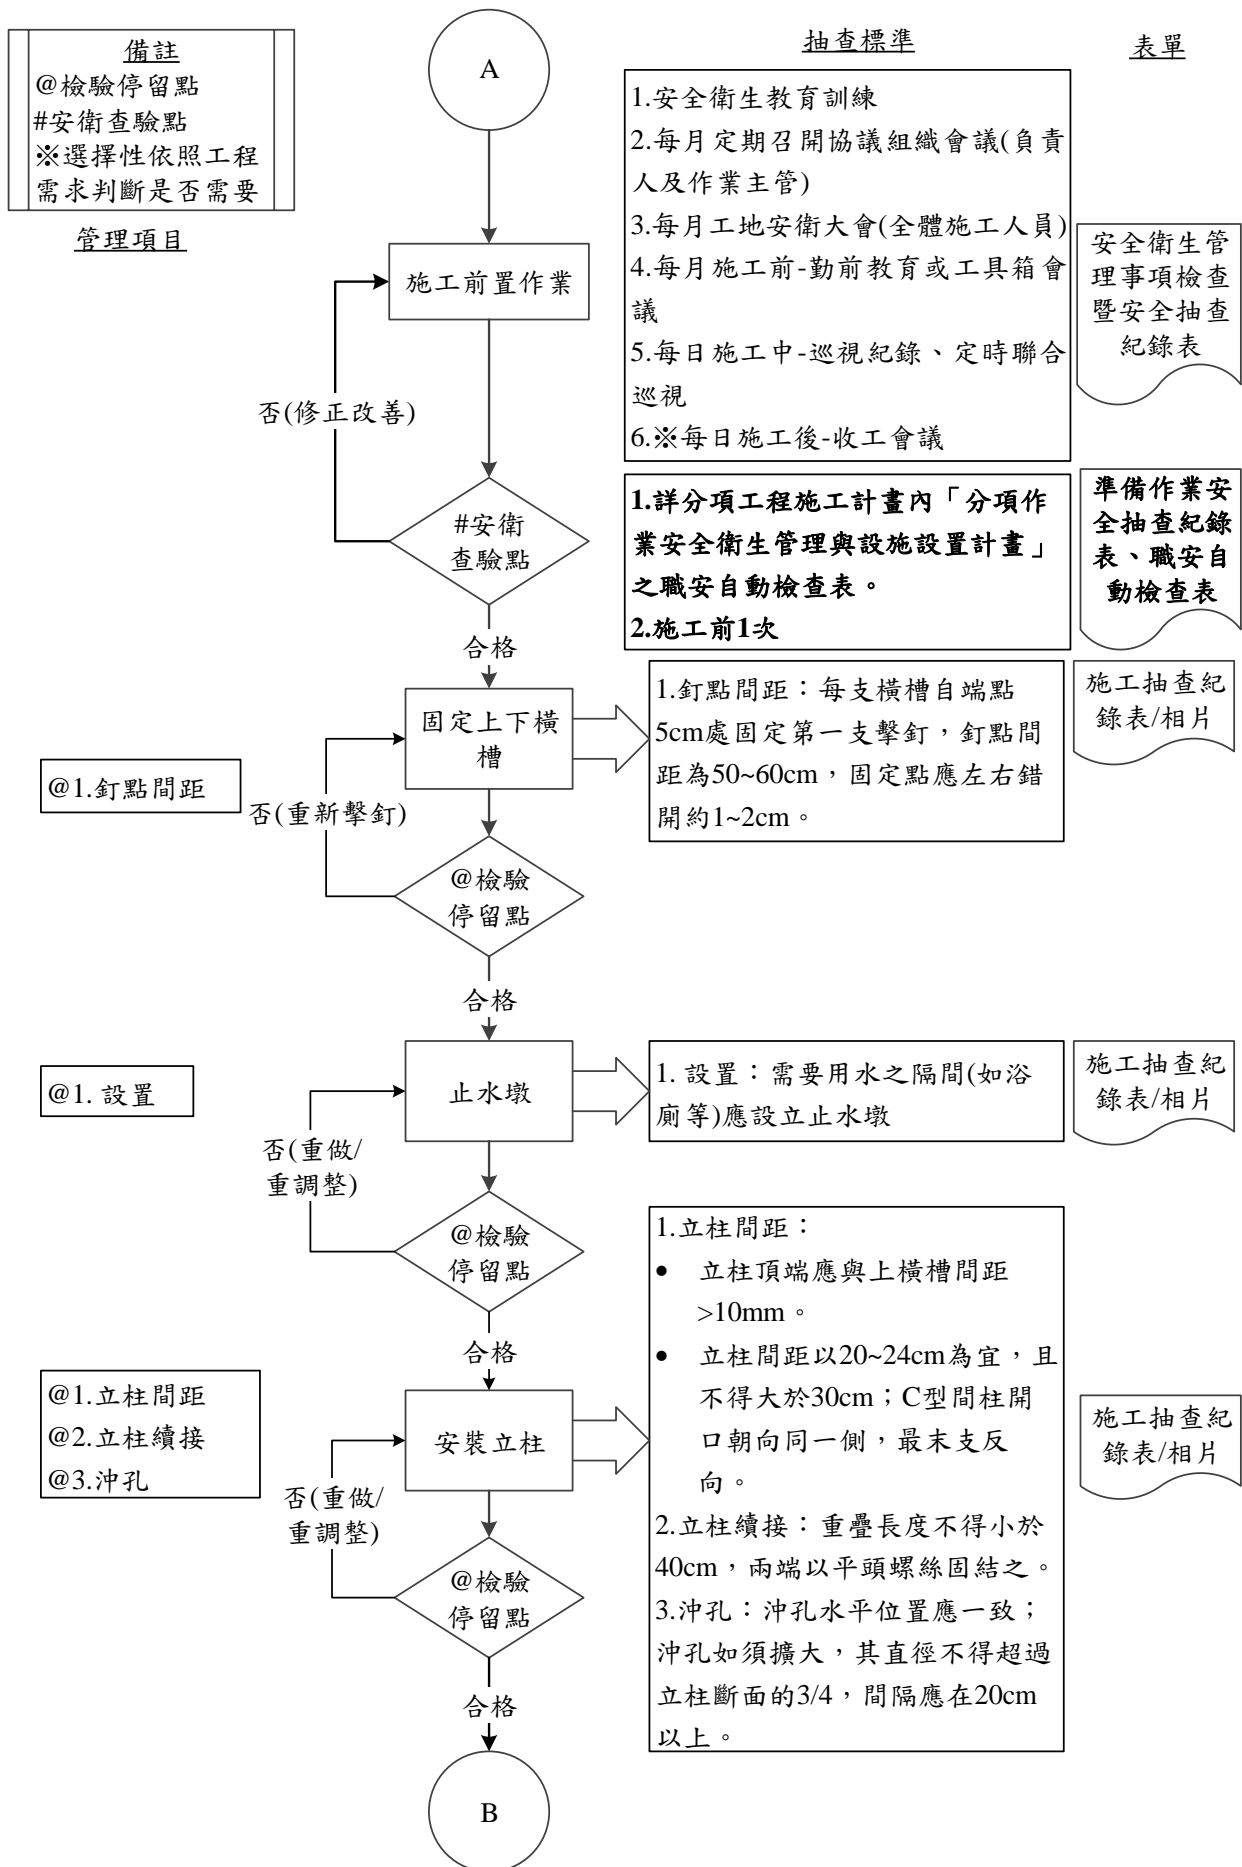 備註
@檢驗停留點
#安衛查驗點
※選擇性依照工程
需求判斷是否需要
管理項目
抽查標準
表單
A
1.安全衛生教育訓練
2.每月定期召開協議組織會議(負責
人及作業主管)
3.每月工地安衛大會(全體施工人員)
4.每月施工前-勤前教育或工具箱會
議
5.每日施工中-巡視紀錄、定時聯合
巡視
6.※每日施工後-收工會議
安全衛生管
理事項檢查
暨安全抽查
紀錄表
施工前置作業
否(修正改善)
#安衛
查驗點
1.詳分項工程施工計畫內「分項作
業安全衛生管理與設施設置計畫」
之職安自動檢查表。
2.施工前1次
準備作業安
全抽查紀錄
表、職安自
動檢查表
合格
@1.釘點間距
固定上下橫
槽
否(重新擊釘)
1.釘點間距：每支橫槽自端點
5cm處固定第一支擊釘，釘點間
距為50~60cm，固定點應左右錯
開約1~2cm。
施工抽查紀
錄表/相片
@檢驗
停留點
合格
@1. 設置
止水墩
否(重做/
重調整)
1. 設置：需要用水之隔間(如浴
廁等)應設立止水墩
施工抽查紀
錄表/相片
@檢驗
停留點
合格
@1.立柱間距
@2.立柱續接
@3.沖孔
安裝立柱
否(重做/
重調整)
1.立柱間距：
• 立柱頂端應與上橫槽間距
>10mm。
• 立柱間距以20~24cm為宜，且
不得大於30cm；C型間柱開
口朝向同一側，最末支反
向。
2.立柱續接：重疊長度不得小於
40cm，兩端以平頭螺絲固結之。
3.沖孔：沖孔水平位置應一致；
沖孔如須擴大，其直徑不得超過
立柱斷面的3/4，間隔應在20cm
以上。
施工抽查紀
錄表/相片
@檢驗
停留點
合格
B